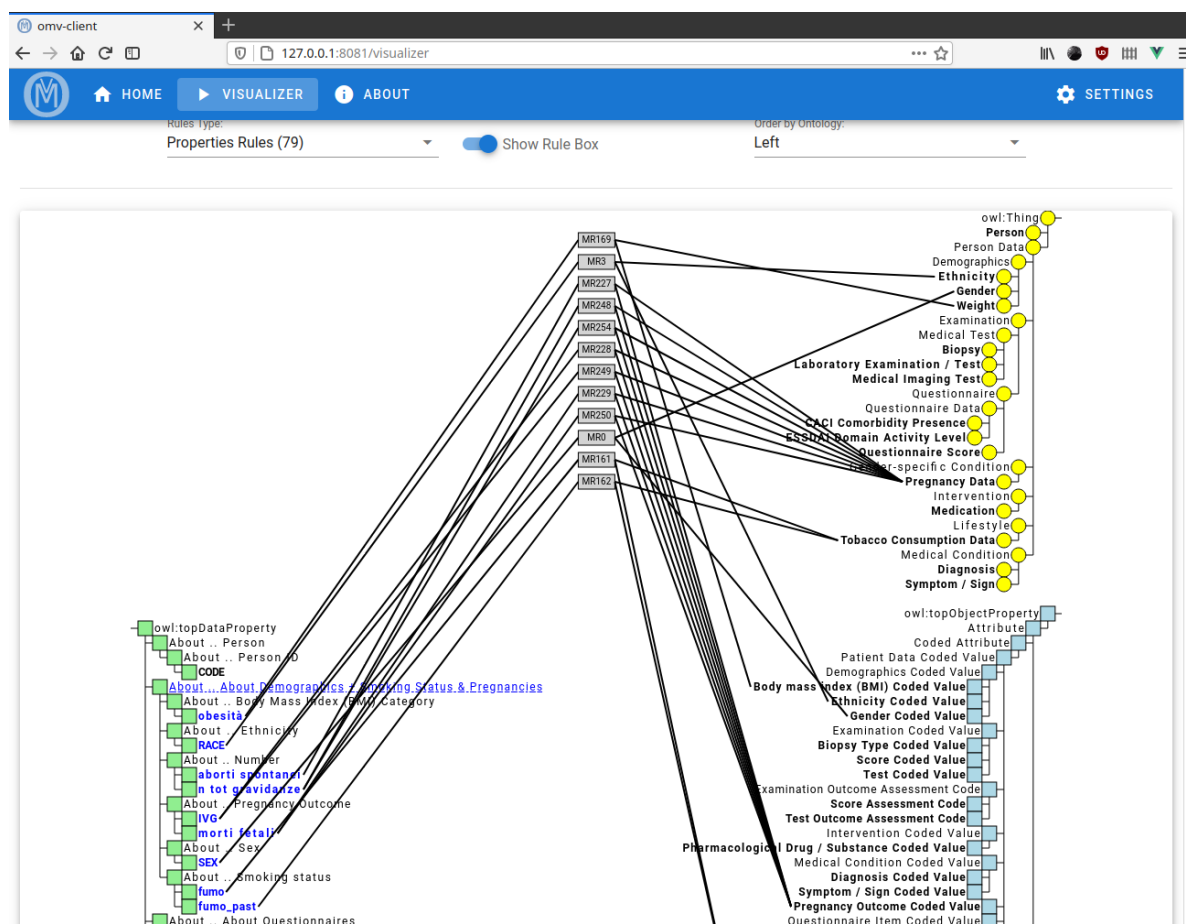 omv-client
127.0.0.1:8081/visualizer
HOME
VISUALIZER
ABOUT
SETTINGS
Rules Type:
Properties Rules (79)
Show Rule Box
Order by Ontology:
Left
MR169
MR3
MR227
MR248
MR254
MR228
MR249
MR229
MR250
MR0
MR161
MR162
owl:Thing
Person
Person Data
Demographics
Ethnicity
Gender
Weight
Examination
Medical Test
Biopsy
Laboratory Examination / Test
Medical Imaging Test
Questionnaire
Questionnaire Data
CACI Comorbidity Presence
ESSDAI Domain Activity Level
Questionnaire Score
Gender-specific Condition
Pregnancy Data
Intervention
Medication
Lifestyle
Tobacco Consumption Data
Medical Condition
Diagnosis
Symptom / Sign
owl:topDataProperty
About .. Person
About .. Person ID
CODE
About .. About Demographics + Smoking Status & Pregnancies
About .. Body Mass Index (BMI) Category
obesità
About .. Ethnicity
RACE
About .. Number
aborti spontanei
n tot gravidanze
About .. Pregnancy Outcome
IVG
morti fetali
About .. Sex
SEX
About .. Smoking status
fumo
fumo_past
About .. About Questionnaires
owl:topObjectProperty
Attribute
Coded Attribute
Patient Data Coded Value
Demographics Coded Value
Body mass index (BMI) Coded Value
Ethnicity Coded Value
Gender Coded Value
Examination Coded Value
Biopsy Type Coded Value
Score Coded Value
Test Coded Value
Examination Outcome Assessment Code
Score Assessment Code
Test Outcome Assessment Code
Intervention Coded Value
Pharmacological Drug / Substance Coded Value
Medical Condition Coded Value
Diagnosis Coded Value
Symptom / Sign Coded Value
Pregnancy Outcome Coded Value
Questionnaire Item Coded Value